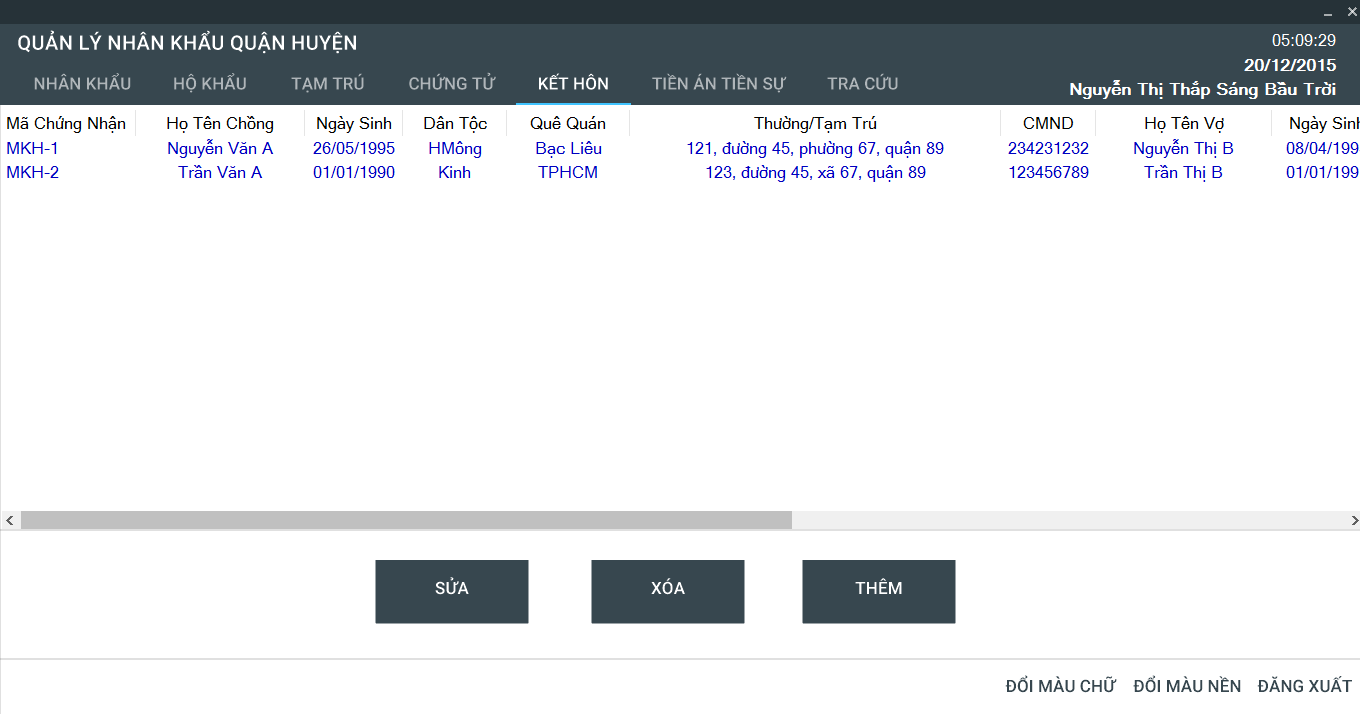 QUẢN LÝ NHÂN KHẨU QUẬN HUYỆN
05:09:29
20/12/2015
Nguyễn Thị Thắp Sáng Bầu Trời
NHÂN KHẨU HỘ KHẨU TẠM TRÚ CHỨNG TỬ KẾT HÔN TIỀN ÁN TIỀN SỰ TRA CỨU
Mã Chứng Nhận Họ Tên Chồng Ngày Sinh Dân Tộc Quê Quán Thường/Tạm Trú CMND Họ Tên Vợ Ngày Sinh
MKH-1 Nguyễn Văn A 26/05/1995 HMông Bạc Liêu 121, đường 45, phường 67, quận 89 234231232 Nguyễn Thị B 08/04/199
MKH-2 Trần Văn A 01/01/1990 Kinh TPHCM 123, đường 45, xã 67, quận 89 123456789 Trần Thị B 01/01/199
SỬA XÓA THÊM
ĐỔI MÀU CHỮ ĐỔI MÀU NỀN ĐĂNG XUẤT